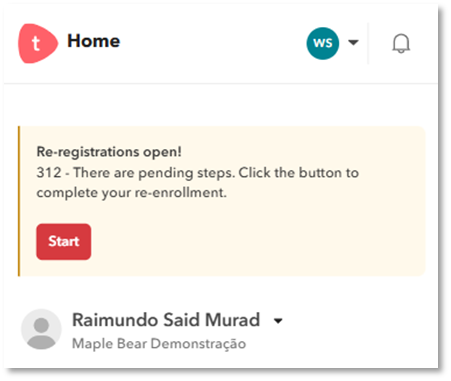 t Home WS
Re-registrations open!
312 - There are pending steps. Click the button to
complete your re-enrollment.
Start
Raimundo Said Murad
Maple Bear Demonstração